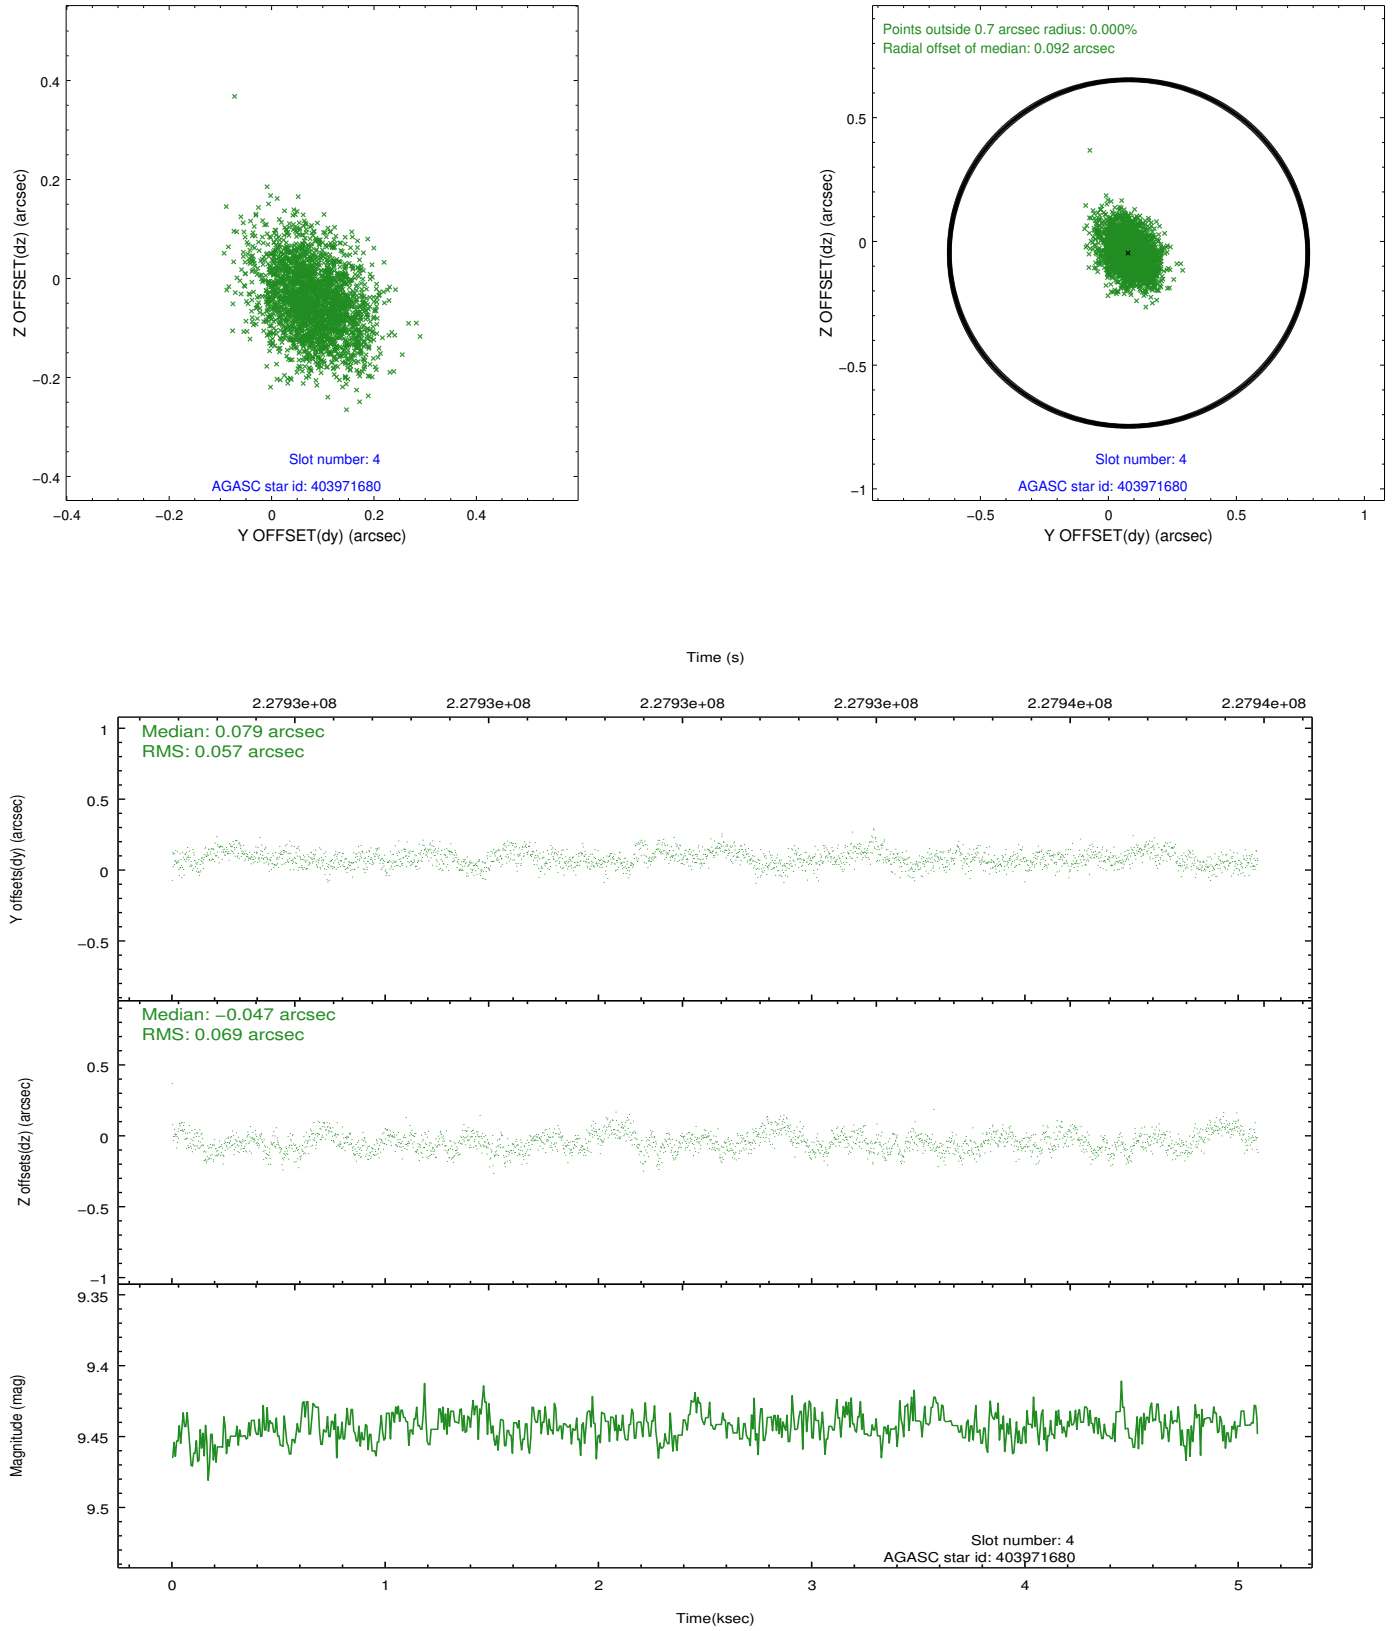 0.4
0.2
0
−0.2
−0.4
Z OFFSET(dz) (arcsec)
Slot number: 4
AGASC star id: 403971680
−0.4
−0.2
0
0.2
0.4
Y OFFSET(dy) (arcsec)
Points outside 0.7 arcsec radius: 0.000%
Radial offset of median: 0.092 arcsec
0.5
0
−0.5
−1
Z OFFSET(dz) (arcsec)
Slot number: 4
AGASC star id: 403971680
−0.5
0
0.5
1
Y OFFSET(dy) (arcsec)
Time (s)
2.2793e+08
2.2793e+08
2.2793e+08
2.2793e+08
2.2794e+08
2.2794e+08
Median: 0.079 arcsec
RMS: 0.057 arcsec
1
0.5
0
−0.5
Y offsets(dy) (arcsec)
Median: −0.047 arcsec
RMS: 0.069 arcsec
0.5
0
−0.5
−1
Z offsets(dz) (arcsec)
9.35
9.4
9.45
9.5
Magnitude (mag)
Slot number: 4
AGASC star id: 403971680
0
1
2
3
4
5
Time(ksec)